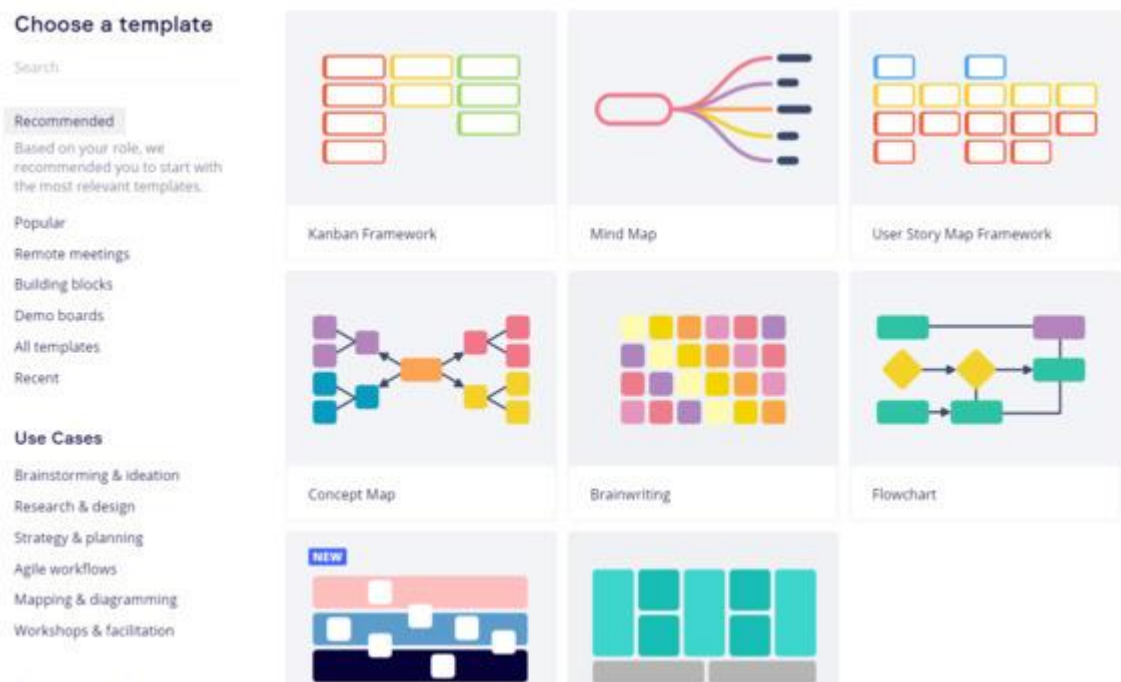 Choose a template
Search
Recommended
Based on your role, we
recommended you to start with
the most relevant templates.
Popular
Remote meetings
Building blocks
Demo boards
All templates
Recent
Use Cases
Brainstorming & ideation
Research & design
Strategy & planning
Agile workflows
Mapping & diagramming
Workshops & facilitation
Kanban Framework
Mind Map
User Story Map Framework
Concept Map
Brainwriting
Flowchart
NEW